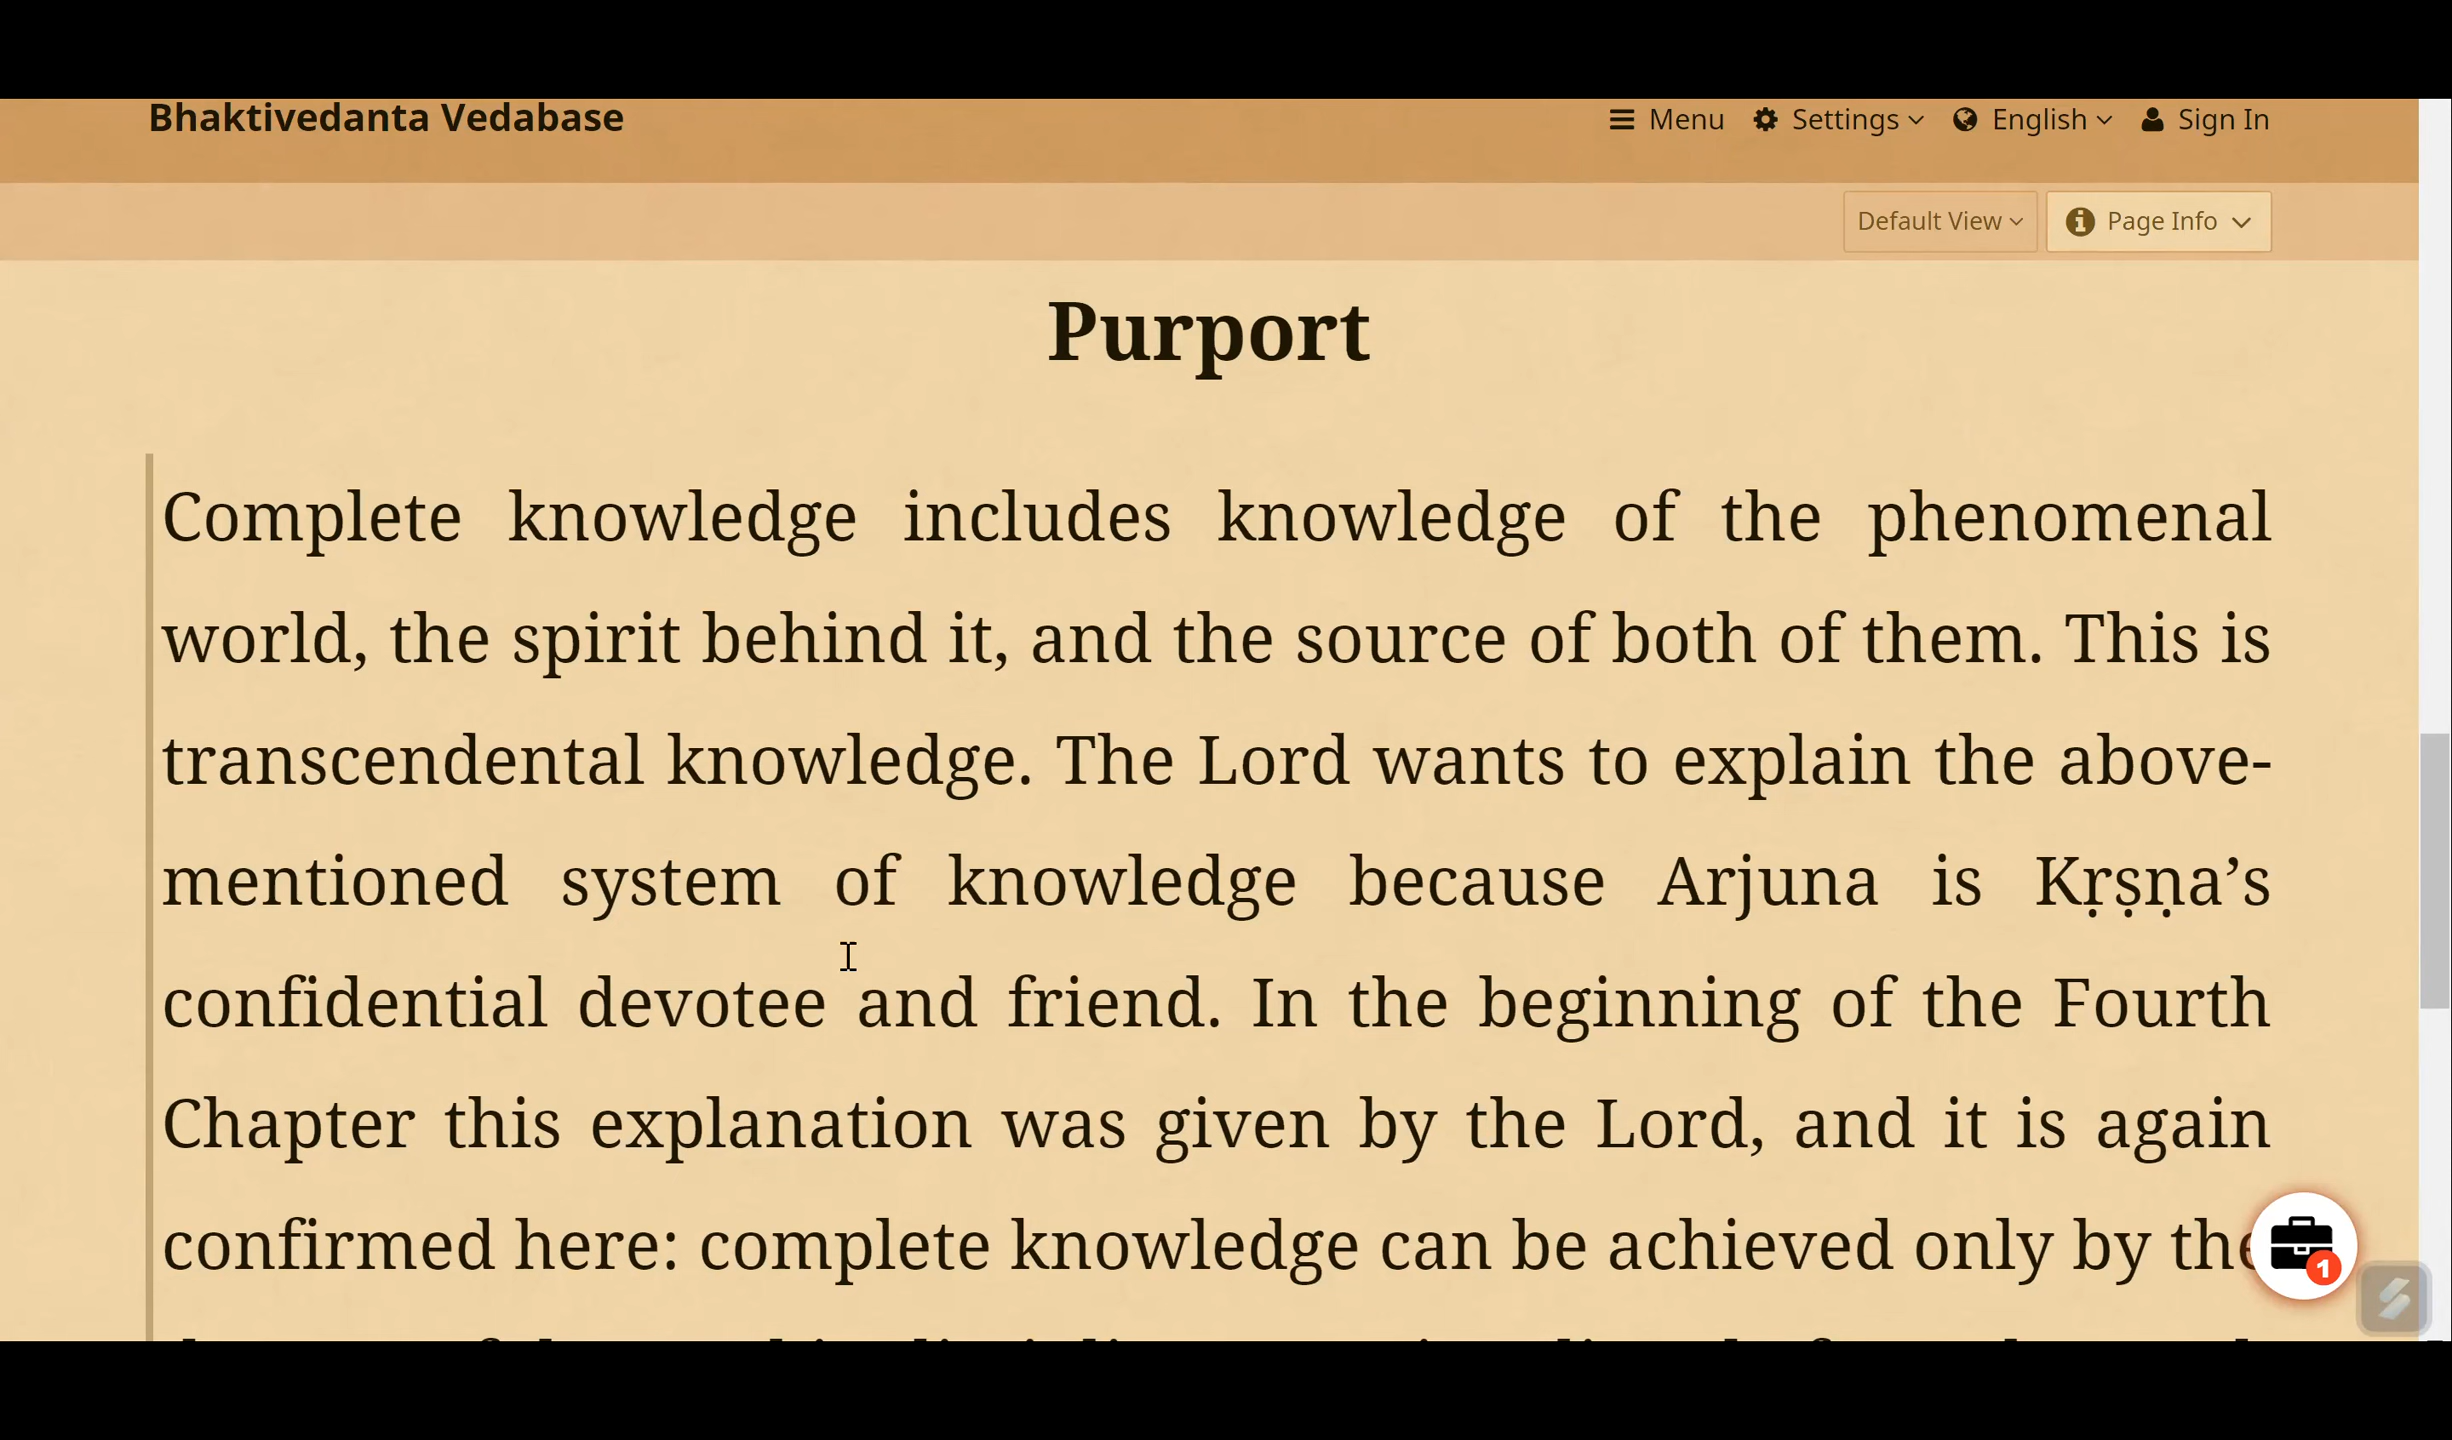 Bhaktivedanta Vedabase
Menu Settings English Sign In
Default View Page Info
Purport
Complete knowledge includes knowledge of the phenomenal
world, the spirit behind it, and the source of both of them. This is
transcendental knowledge. The Lord wants to explain the above-
mentioned system of knowledge because Arjuna is Kṛṣṇa’s
confidential devotee and friend. In the beginning of the Fourth
Chapter this explanation was given by the Lord, and it is again
confirmed here: complete knowledge can be achieved only by the
1